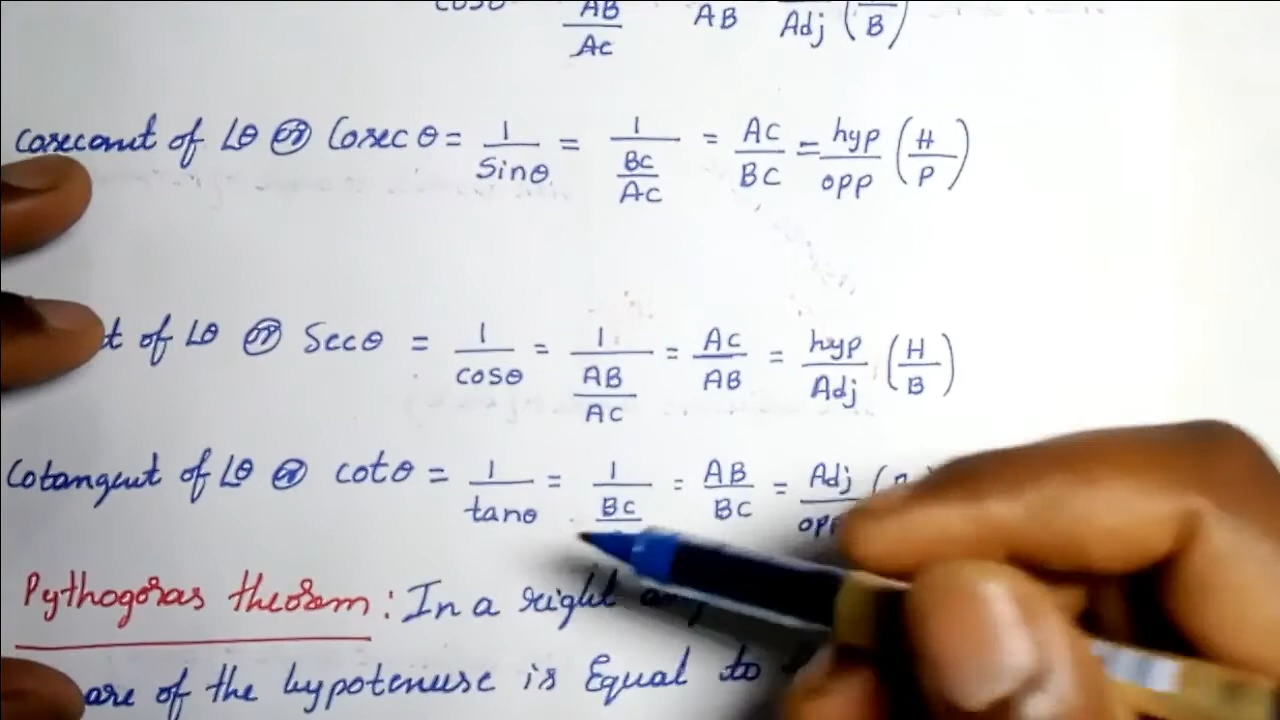 AB/AC AB Adj ( /B)
Cosecant of ∠θ or Cosec θ = 1/Sinθ = 1/(BC/AC) = AC/BC = hyp/opp (H/P)
t of ∠θ or Secθ = 1/cosθ = 1/(AB/AC) = AC/AB = hyp/Adj (H/B)
Cotangent of ∠θ or cotθ = 1/tanθ = 1/(BC/ = AB/BC = Adj/opp (
Pythogoras theorem : In a right
are of the hypotenuse is Equal to